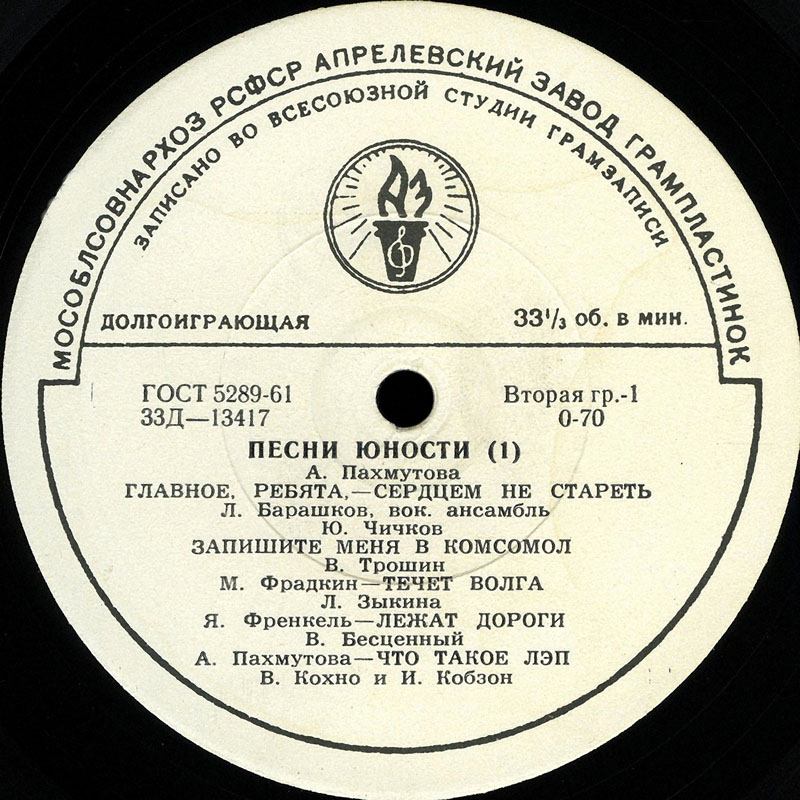 МОСОБЛСОВНАРХОЗ РСФСР АПРЕЛЕВСКИЙ ЗАВОД ГРАМПЛАСТИНОК
ЗАПИСАНО ВО ВСЕСОЮЗНОЙ СТУДИИ ГРАМЗАПИСИ
АЗ
ДОЛГОИГРАЮЩАЯ 33⅓ об. в мин.
ГОСТ 5289-61 Вторая гр.-1
33Д—13417 0-70
ПЕСНИ ЮНОСТИ (1)
А. Пахмутова
ГЛАВНОЕ, РЕБЯТА,—СЕРДЦЕМ НЕ СТАРЕТЬ
Л. Барашков, вок. ансамбль
Ю. Чичков
ЗАПИШИТЕ МЕНЯ В КОМСОМОЛ
В. Трошин
М. Фрадкин—ТЕЧЕТ ВОЛГА
Л. Зыкина
Я. Френкель—ЛЕЖАТ ДОРОГИ
В. Бесценный
А. Пахмутова—ЧТО ТАКОЕ ЛЭП
В. Кохно и И. Кобзон